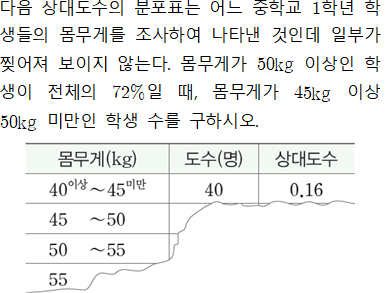 다음 상대도수의 분포표는 어느 중학교 1학년 학
생들의 몸무게를 조사하여 나타낸 것인데 일부가
찢어져 보이지 않는다. 몸무게가 50kg 이상인 학
생이 전체의 72%일 때, 몸무게가 45kg 이상
50kg 미만인 학생 수를 구하시오.
몸무게(kg) 도수(명) 상대도수
40이상 ~45미만 40 0.16
45 ~50
50 ~55
55